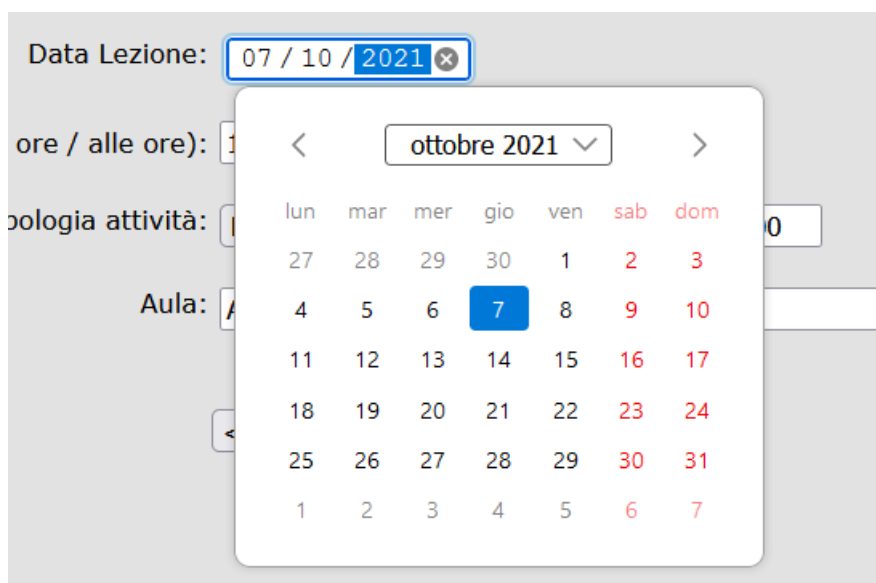 Data Lezione: 07 / 10 / 2021
ottobre 2021
ore / alle ore):
lun mar mer gio ven sab dom
attività:
27 28 29 30 1 2 3
Aula:
4 5 6 7 8 9 10
11 12 13 14 15 16 17
18 19 20 21 22 23 24
25 26 27 28 29 30 31
1 2 3 4 5 6 7